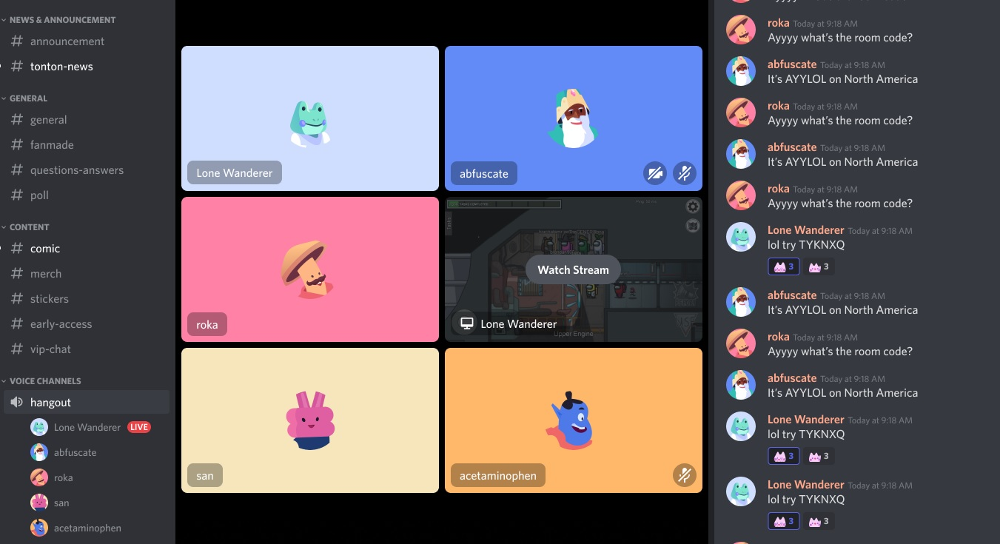 NEWS & ANNOUNCEMENT
# announcement
# tonton-news
GENERAL
# general
# fanmade
# questions-answers
# poll
CONTENT
# comic
# merch
# stickers
# early-access
# vip-chat
VOICE CHANNELS
hangout
Lone Wanderer LIVE
abfuscate
roka
san
acetaminophen
Lone Wanderer
abfuscate
roka
Tasks
Watch Stream
Lone Wanderer
Upper Engine
san
acetaminophen
roka Today at 9:18 AM
Ayyyy what's the room code?
abfuscate Today at 9:18 AM
It's AYYLOL on North America
roka Today at 9:18 AM
Ayyyy what's the room code?
abfuscate Today at 9:18 AM
It's AYYLOL on North America
roka Today at 9:18 AM
Ayyyy what's the room code?
Lone Wanderer Today at 9:18 AM
lol try TYKNXQ
3 3
abfuscate Today at 9:18 AM
It's AYYLOL on North America
roka Today at 9:18 AM
Ayyyy what's the room code?
abfuscate Today at 9:18 AM
It's AYYLOL on North America
Lone Wanderer Today at 9:18 AM
lol try TYKNXQ
3 3
Lone Wanderer Today at 9:18 AM
lol try TYKNXQ
3 3